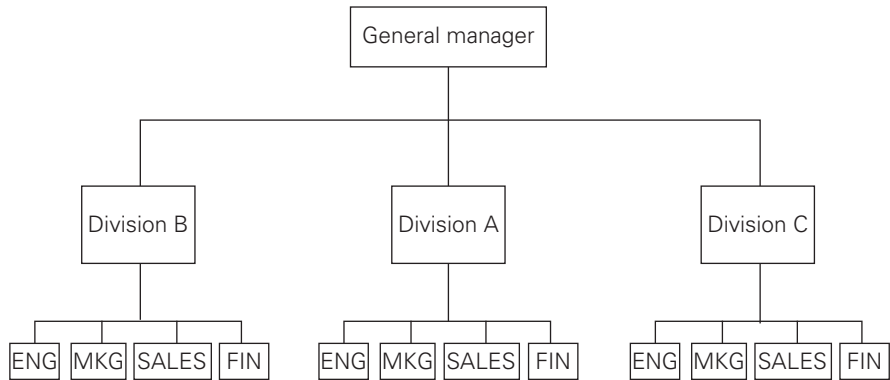 General manager
Division B
Division A
Division C
ENG MKG SALES FIN
ENG MKG SALES FIN
ENG MKG SALES FIN